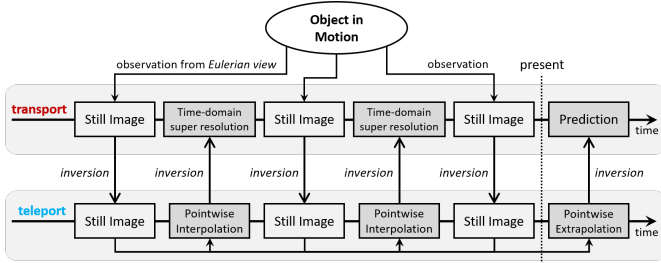 Object in
Motion
observation from Eulerian view
observation
present
transport
Still Image
Time-domain
super resolution
Still Image
Time-domain
super resolution
Still Image
Prediction
time
inversion
inversion
inversion
inversion
inversion
inversion
teleport
Still Image
Pointwise
Interpolation
Still Image
Pointwise
Interpolation
Still Image
Pointwise
Extrapolation
time